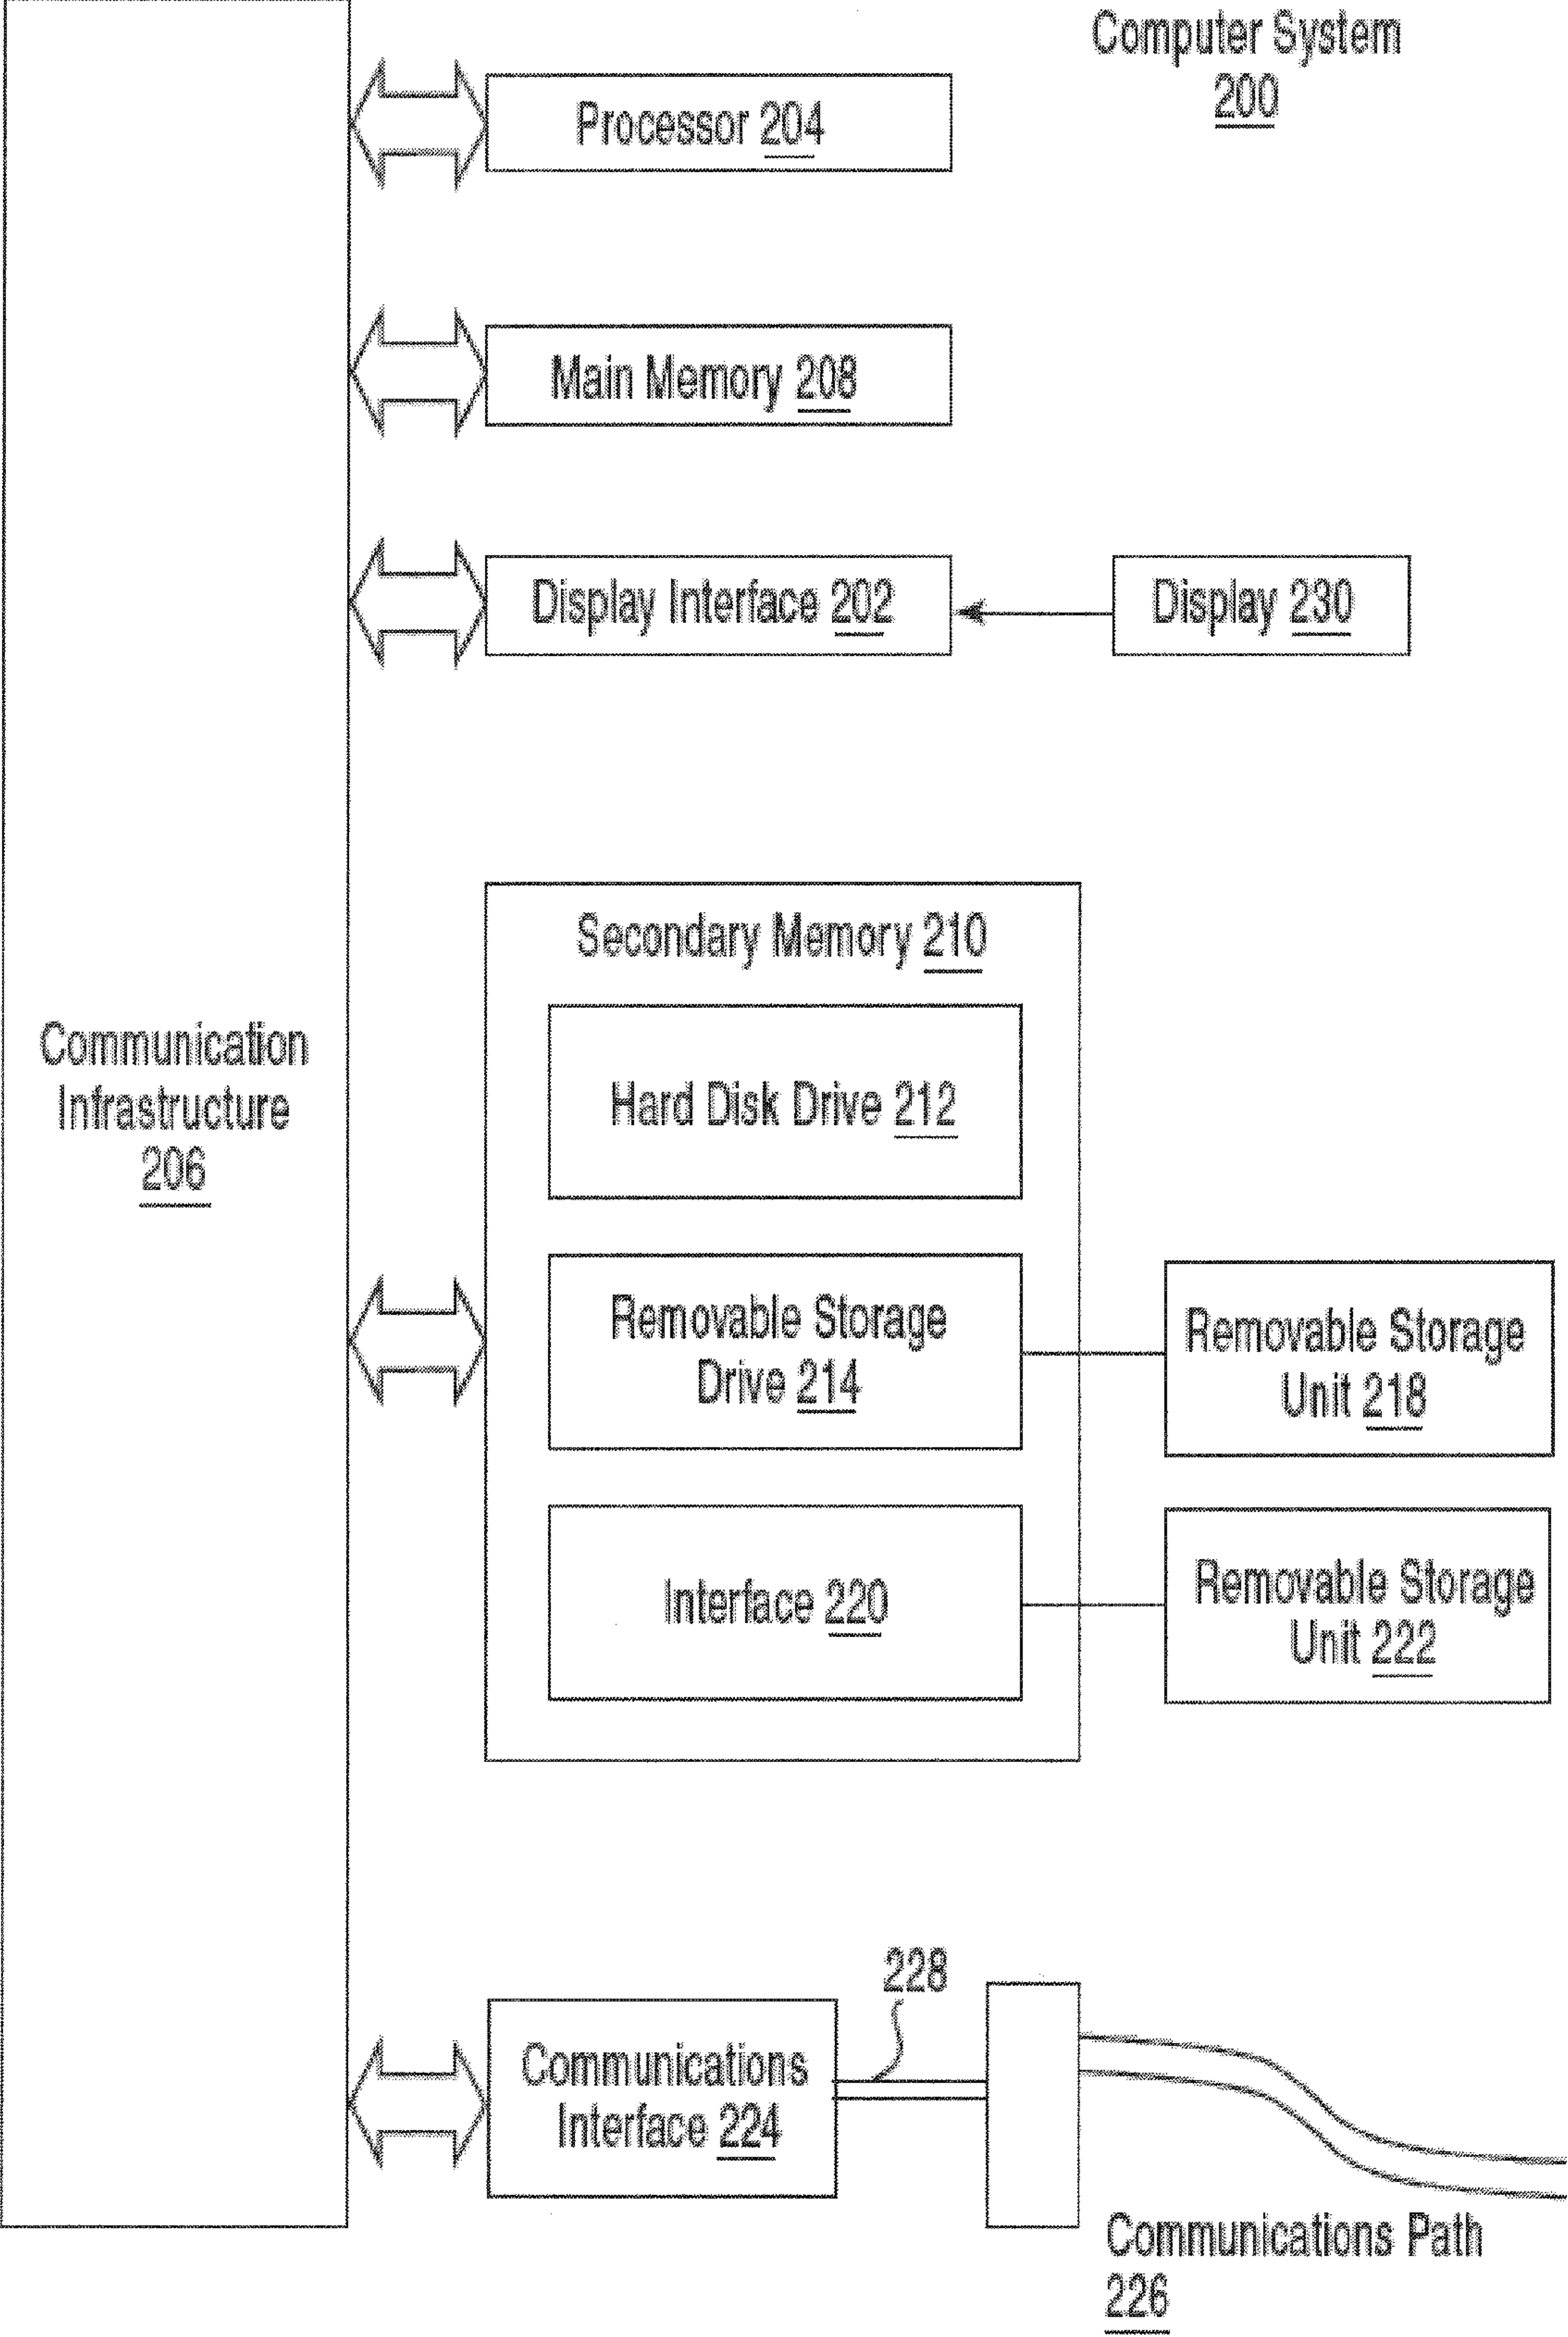 Computer System
200
Processor 204
Main Memory 208
Display Interface 202
Display 230
Secondary Memory 210
Hard Disk Drive 212
Communication
Infrastructure
206
Removable Storage
Drive 214
Removable Storage
Unit 218
Interface 220
Removable Storage
Unit 222
228
Communications
Interface 224
Communications Path
226